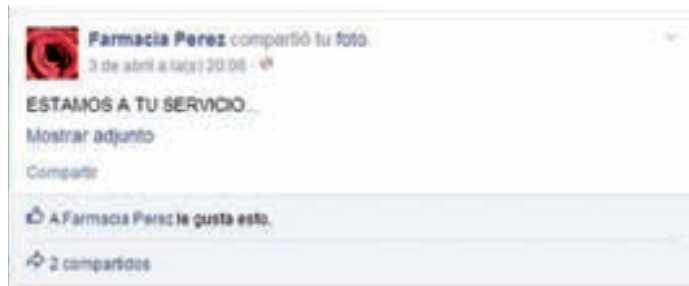 Farmacia Perez compartió tu foto.
3 de abril a la(s) 20:06
ESTAMOS A TU SERVICIO...
Mostrar adjunto
Compartir
A Farmacia Perez le gusta esto.
2 compartidos